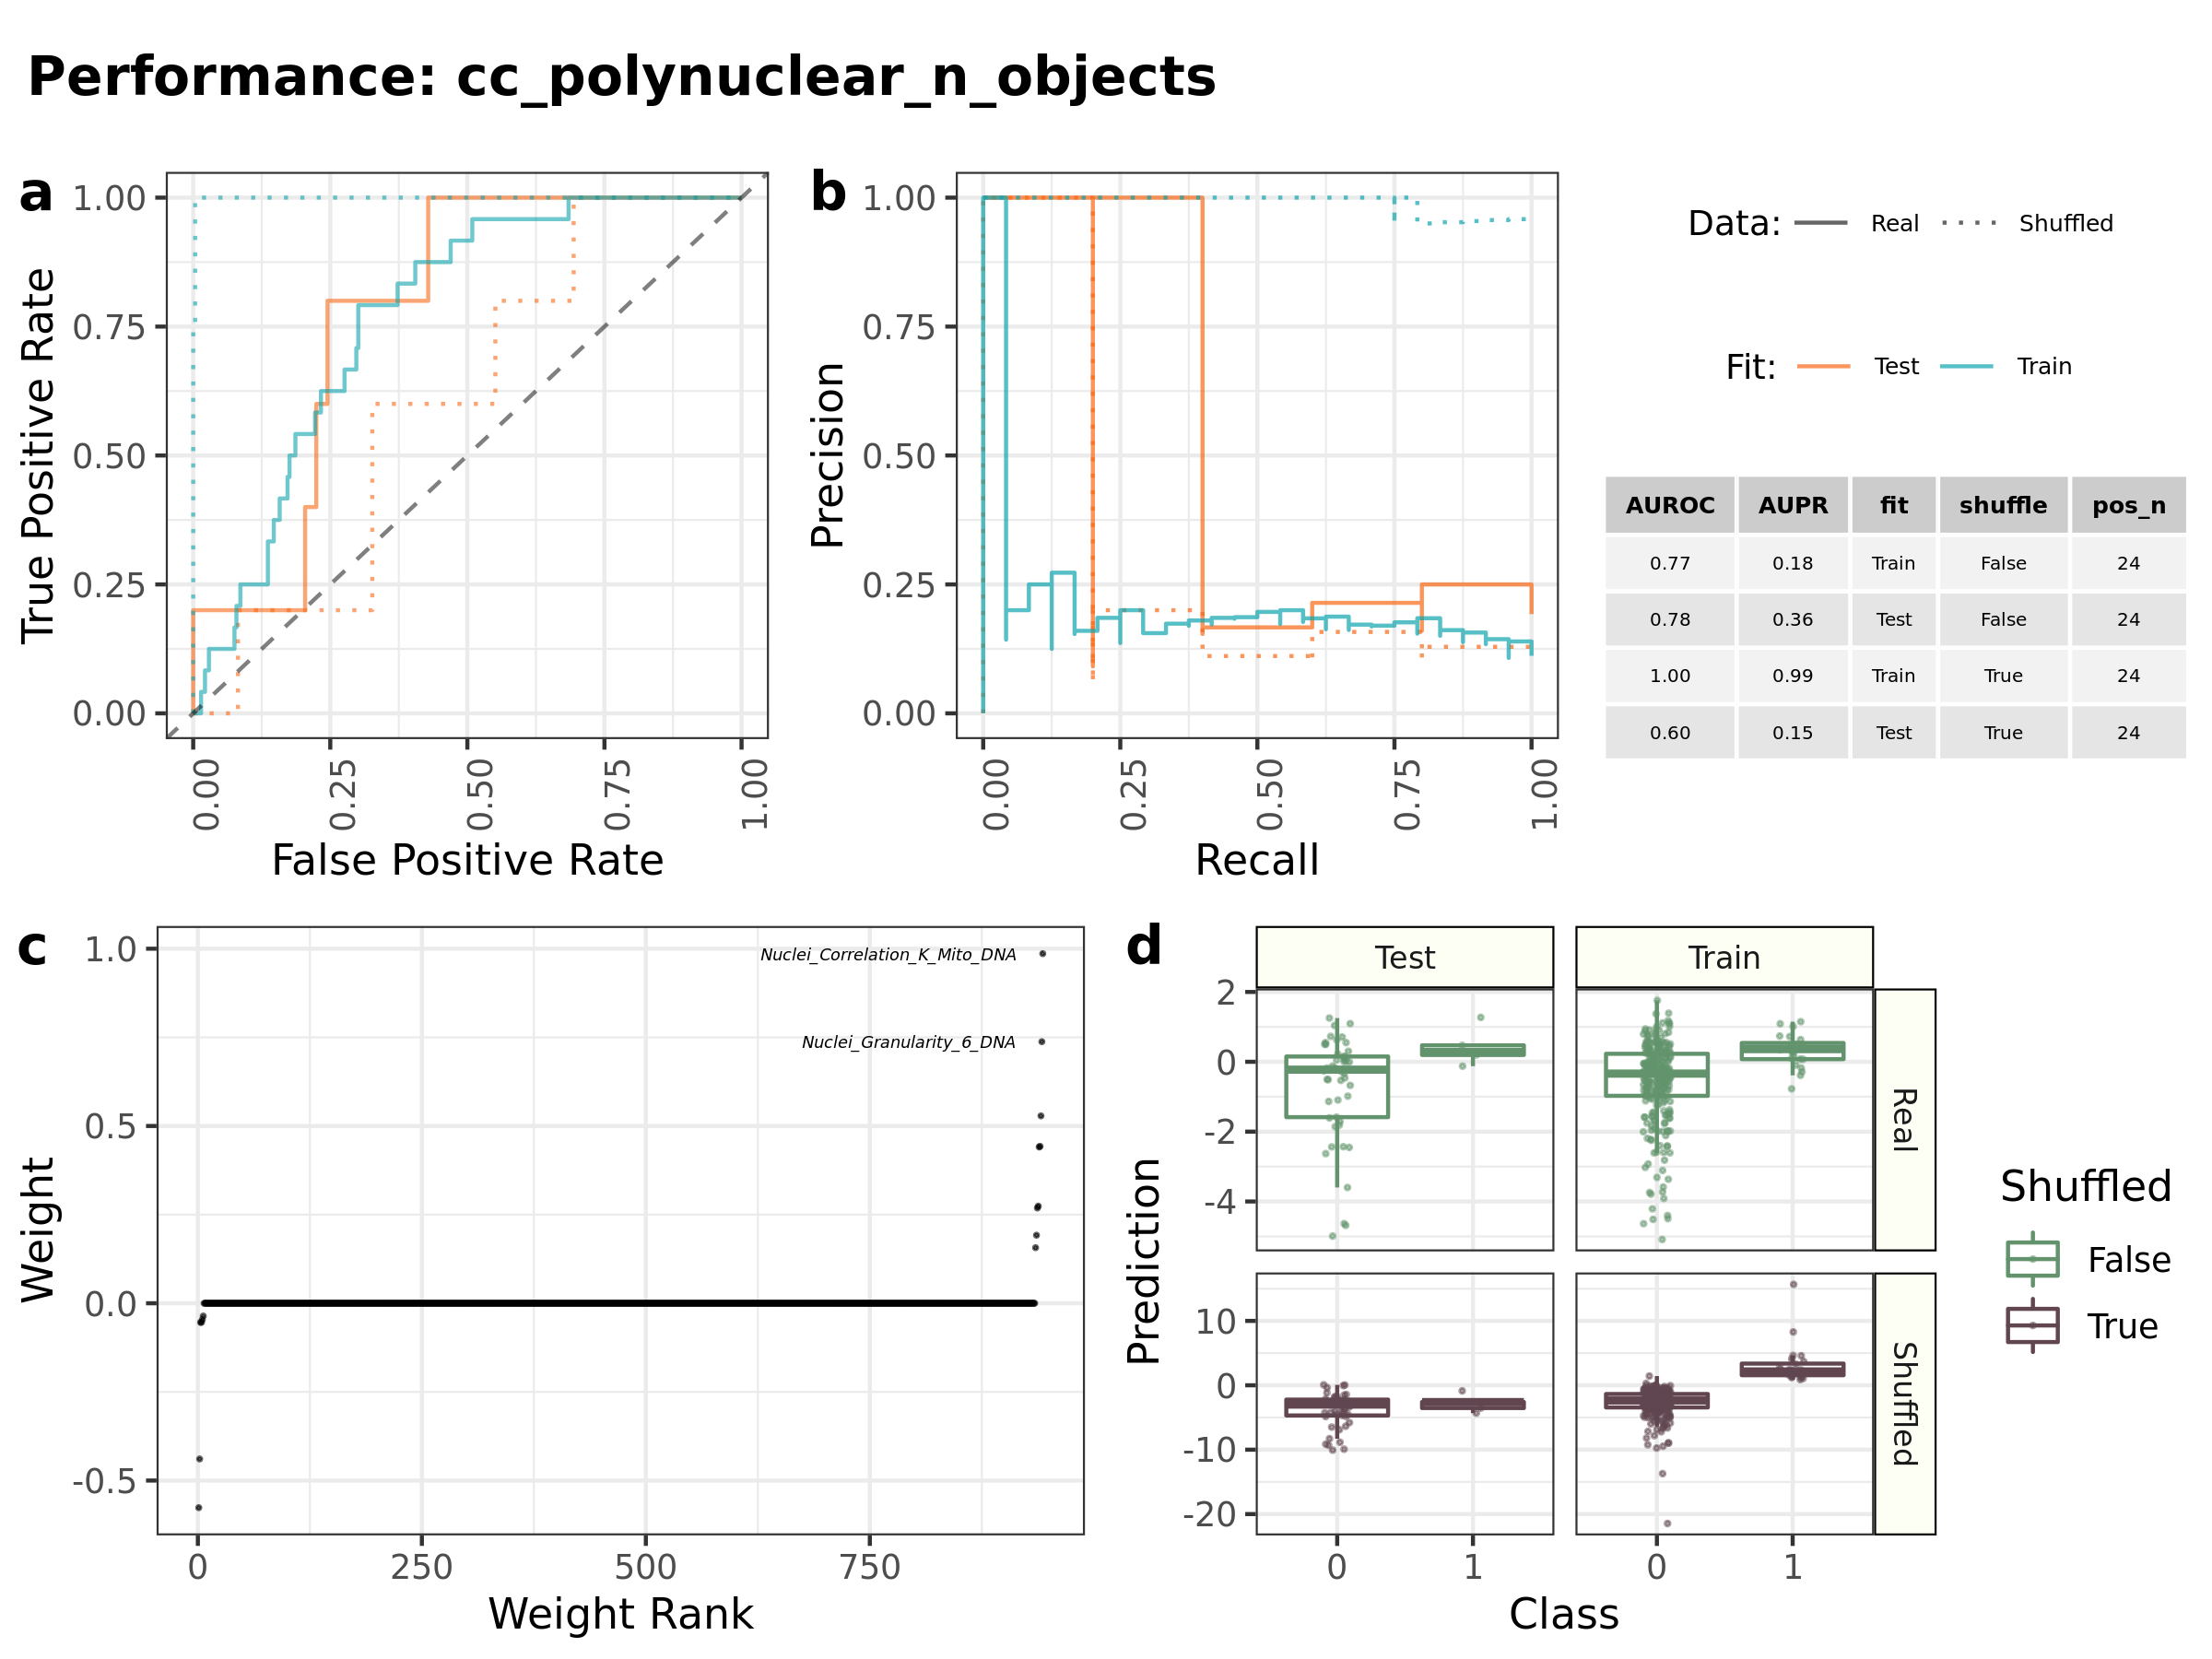 Performance: cc_polynuclear_n_objects
a
True Positive Rate
1.00
0.75
0.50
0.25
0.00
0.00 0.25 0.50 0.75 1.00
False Positive Rate
b
Precision
1.00
0.75
0.50
0.25
0.00
0.00 0.25 0.50 0.75 1.00
Recall
Data: Real Shuffled
Fit: Test Train
AUROC AUPR fit shuffle pos_n
0.77 0.18 Train False 24
0.78 0.36 Test False 24
1.00 0.99 Train True 24
0.60 0.15 Test True 24
c
Weight
1.0
0.5
0.0
-0.5
Nuclei_Correlation_K_Mito_DNA
Nuclei_Granularity_6_DNA
0 250 500 750
Weight Rank
d
Prediction
Test Train
2
0
-2
-4
Real
10
0
-10
-20
Shuffled
0 1 0 1
Class
Shuffled
False
True